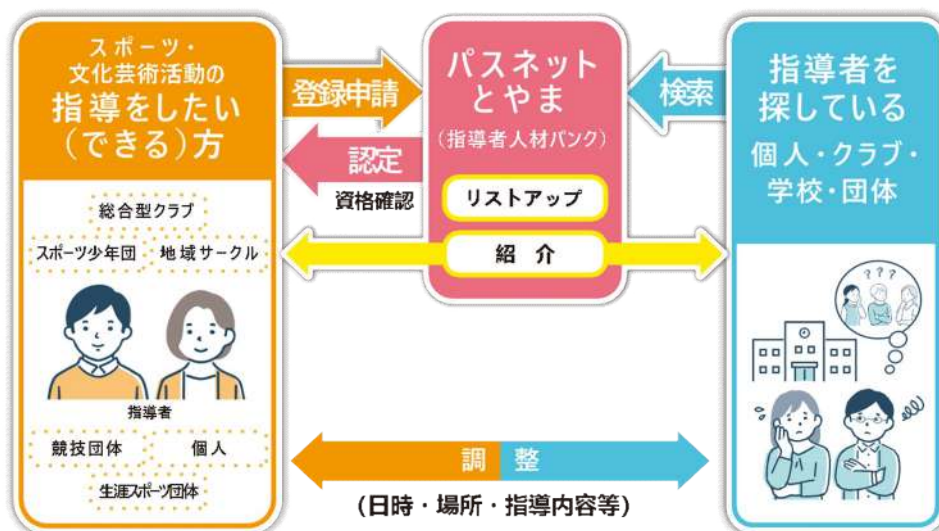 スポーツ・
文化芸術活動の
指導をしたい
(できる)方
総合型クラブ
スポーツ少年団
地域サークル
指導者
競技団体
個人
生涯スポーツ団体
登録申請
認定
資格確認
パスネット
とやま
(指導者人材バンク)
リストアップ
紹介
検索
指導者を
探している
個人・クラブ・
学校・団体
???
調整
(日時・場所・指導内容等)